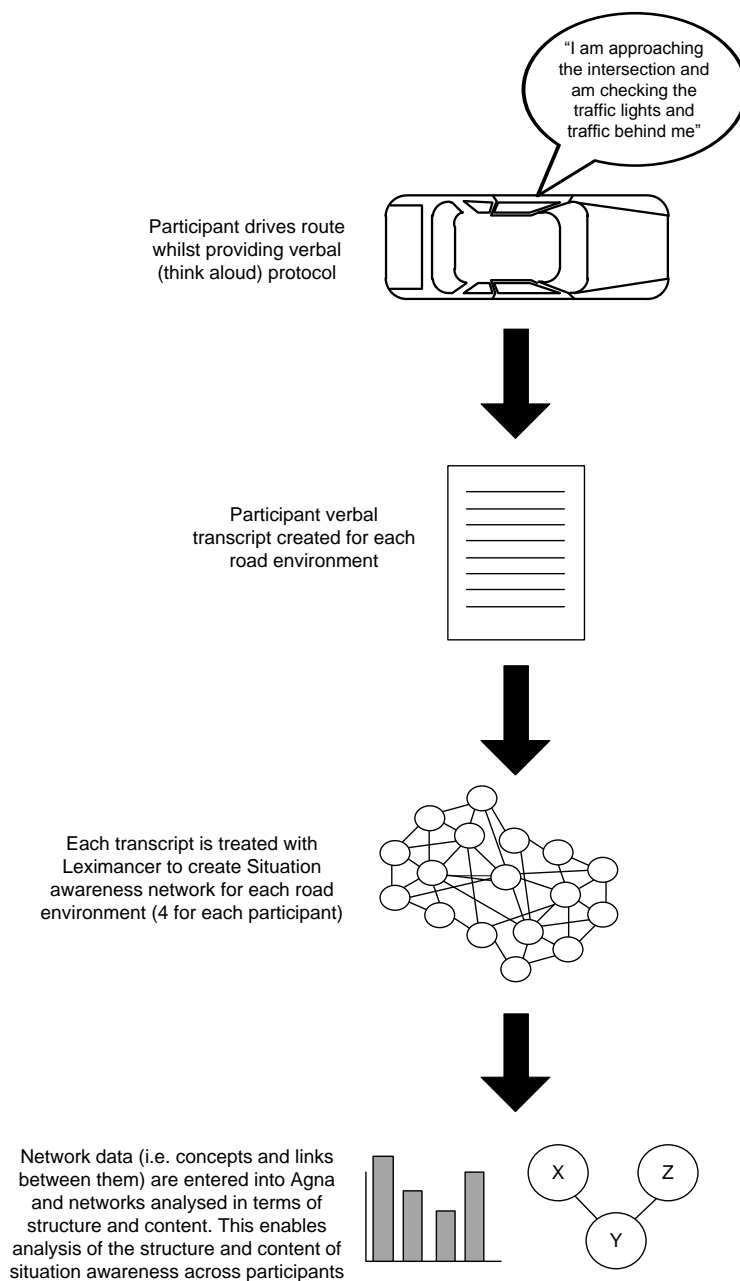 “I am approaching
the intersection and
am checking the
traffic lights and
traffic behind me”
Participant drives route
whilst providing verbal
(think aloud) protocol
Participant verbal
transcript created for each
road environment
Each transcript is treated with
Leximancer to create Situation
awareness network for each road
environment (4 for each participant)
Network data (i.e. concepts and links
between them) are entered into Agna
and networks analysed in terms of
structure and content. This enables
analysis of the structure and content of
situation awareness across participants
X
Z
Y